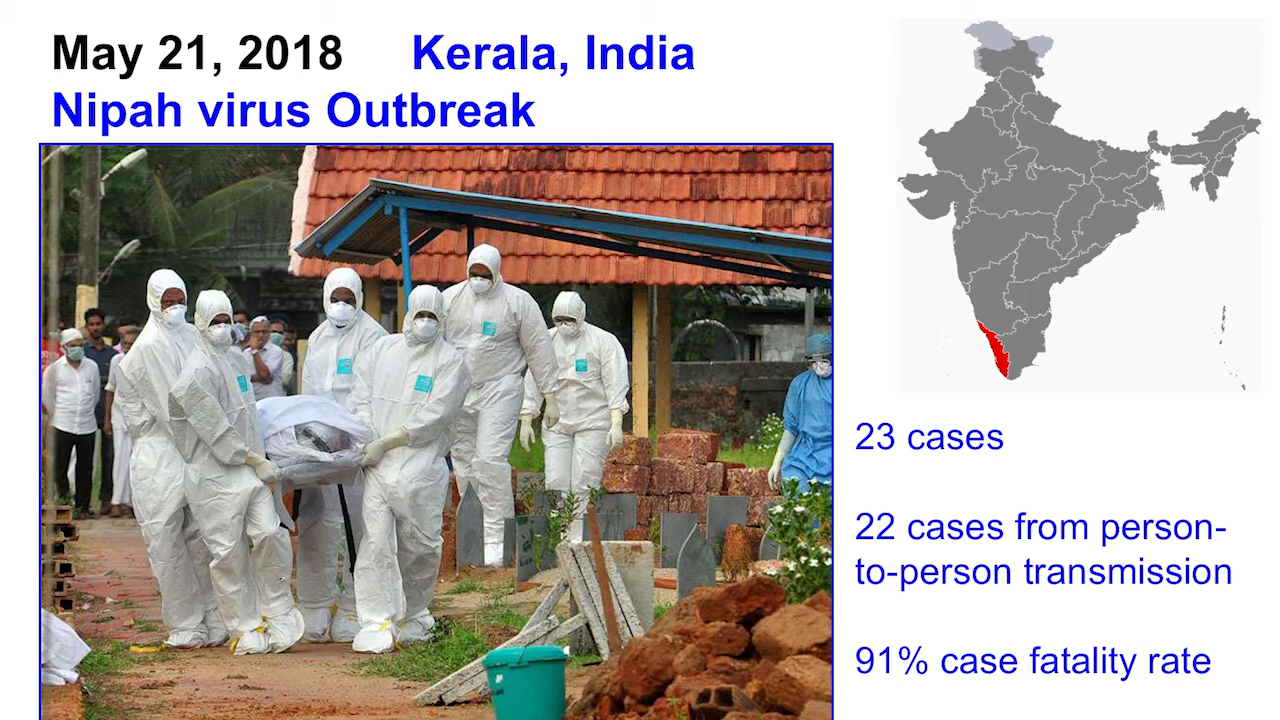 May 21, 2018 Kerala, India
Nipah virus Outbreak
23 cases
22 cases from person-
to-person transmission
91% case fatality rate